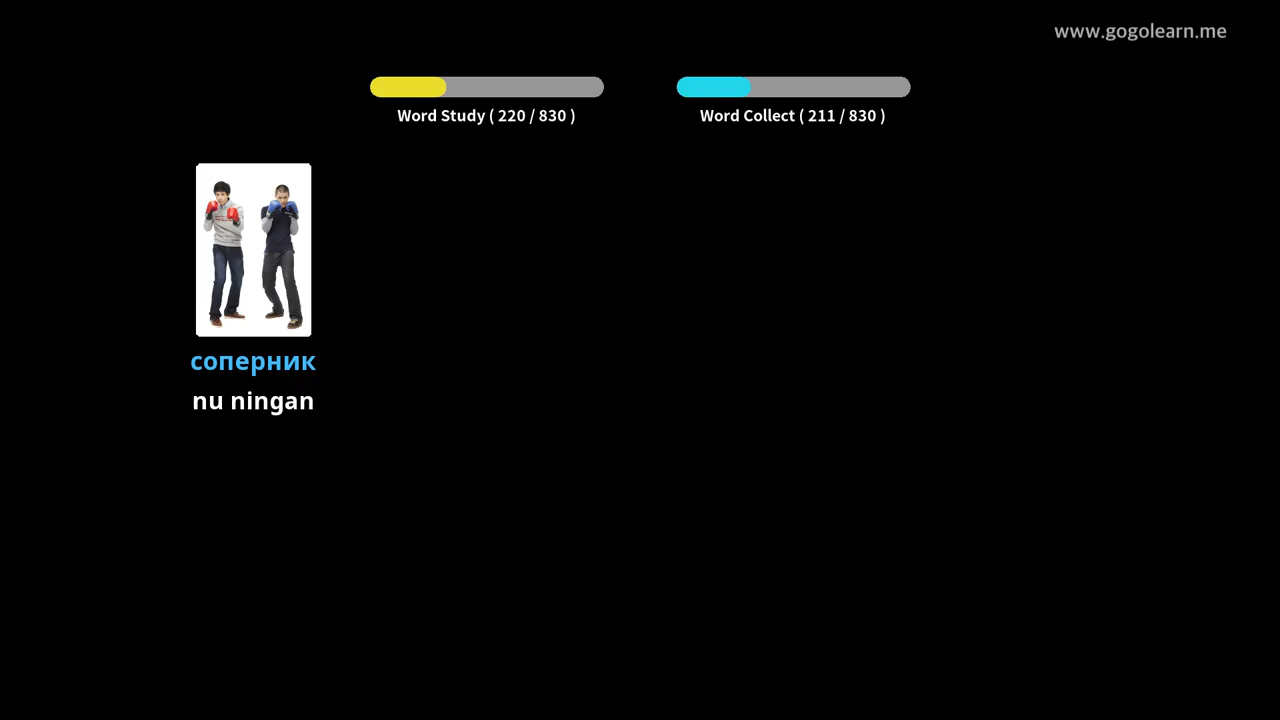 www.gogolearn.me
Word Study ( 220 / 830 )
Word Collect ( 211 / 830 )
соперник
nu ningan